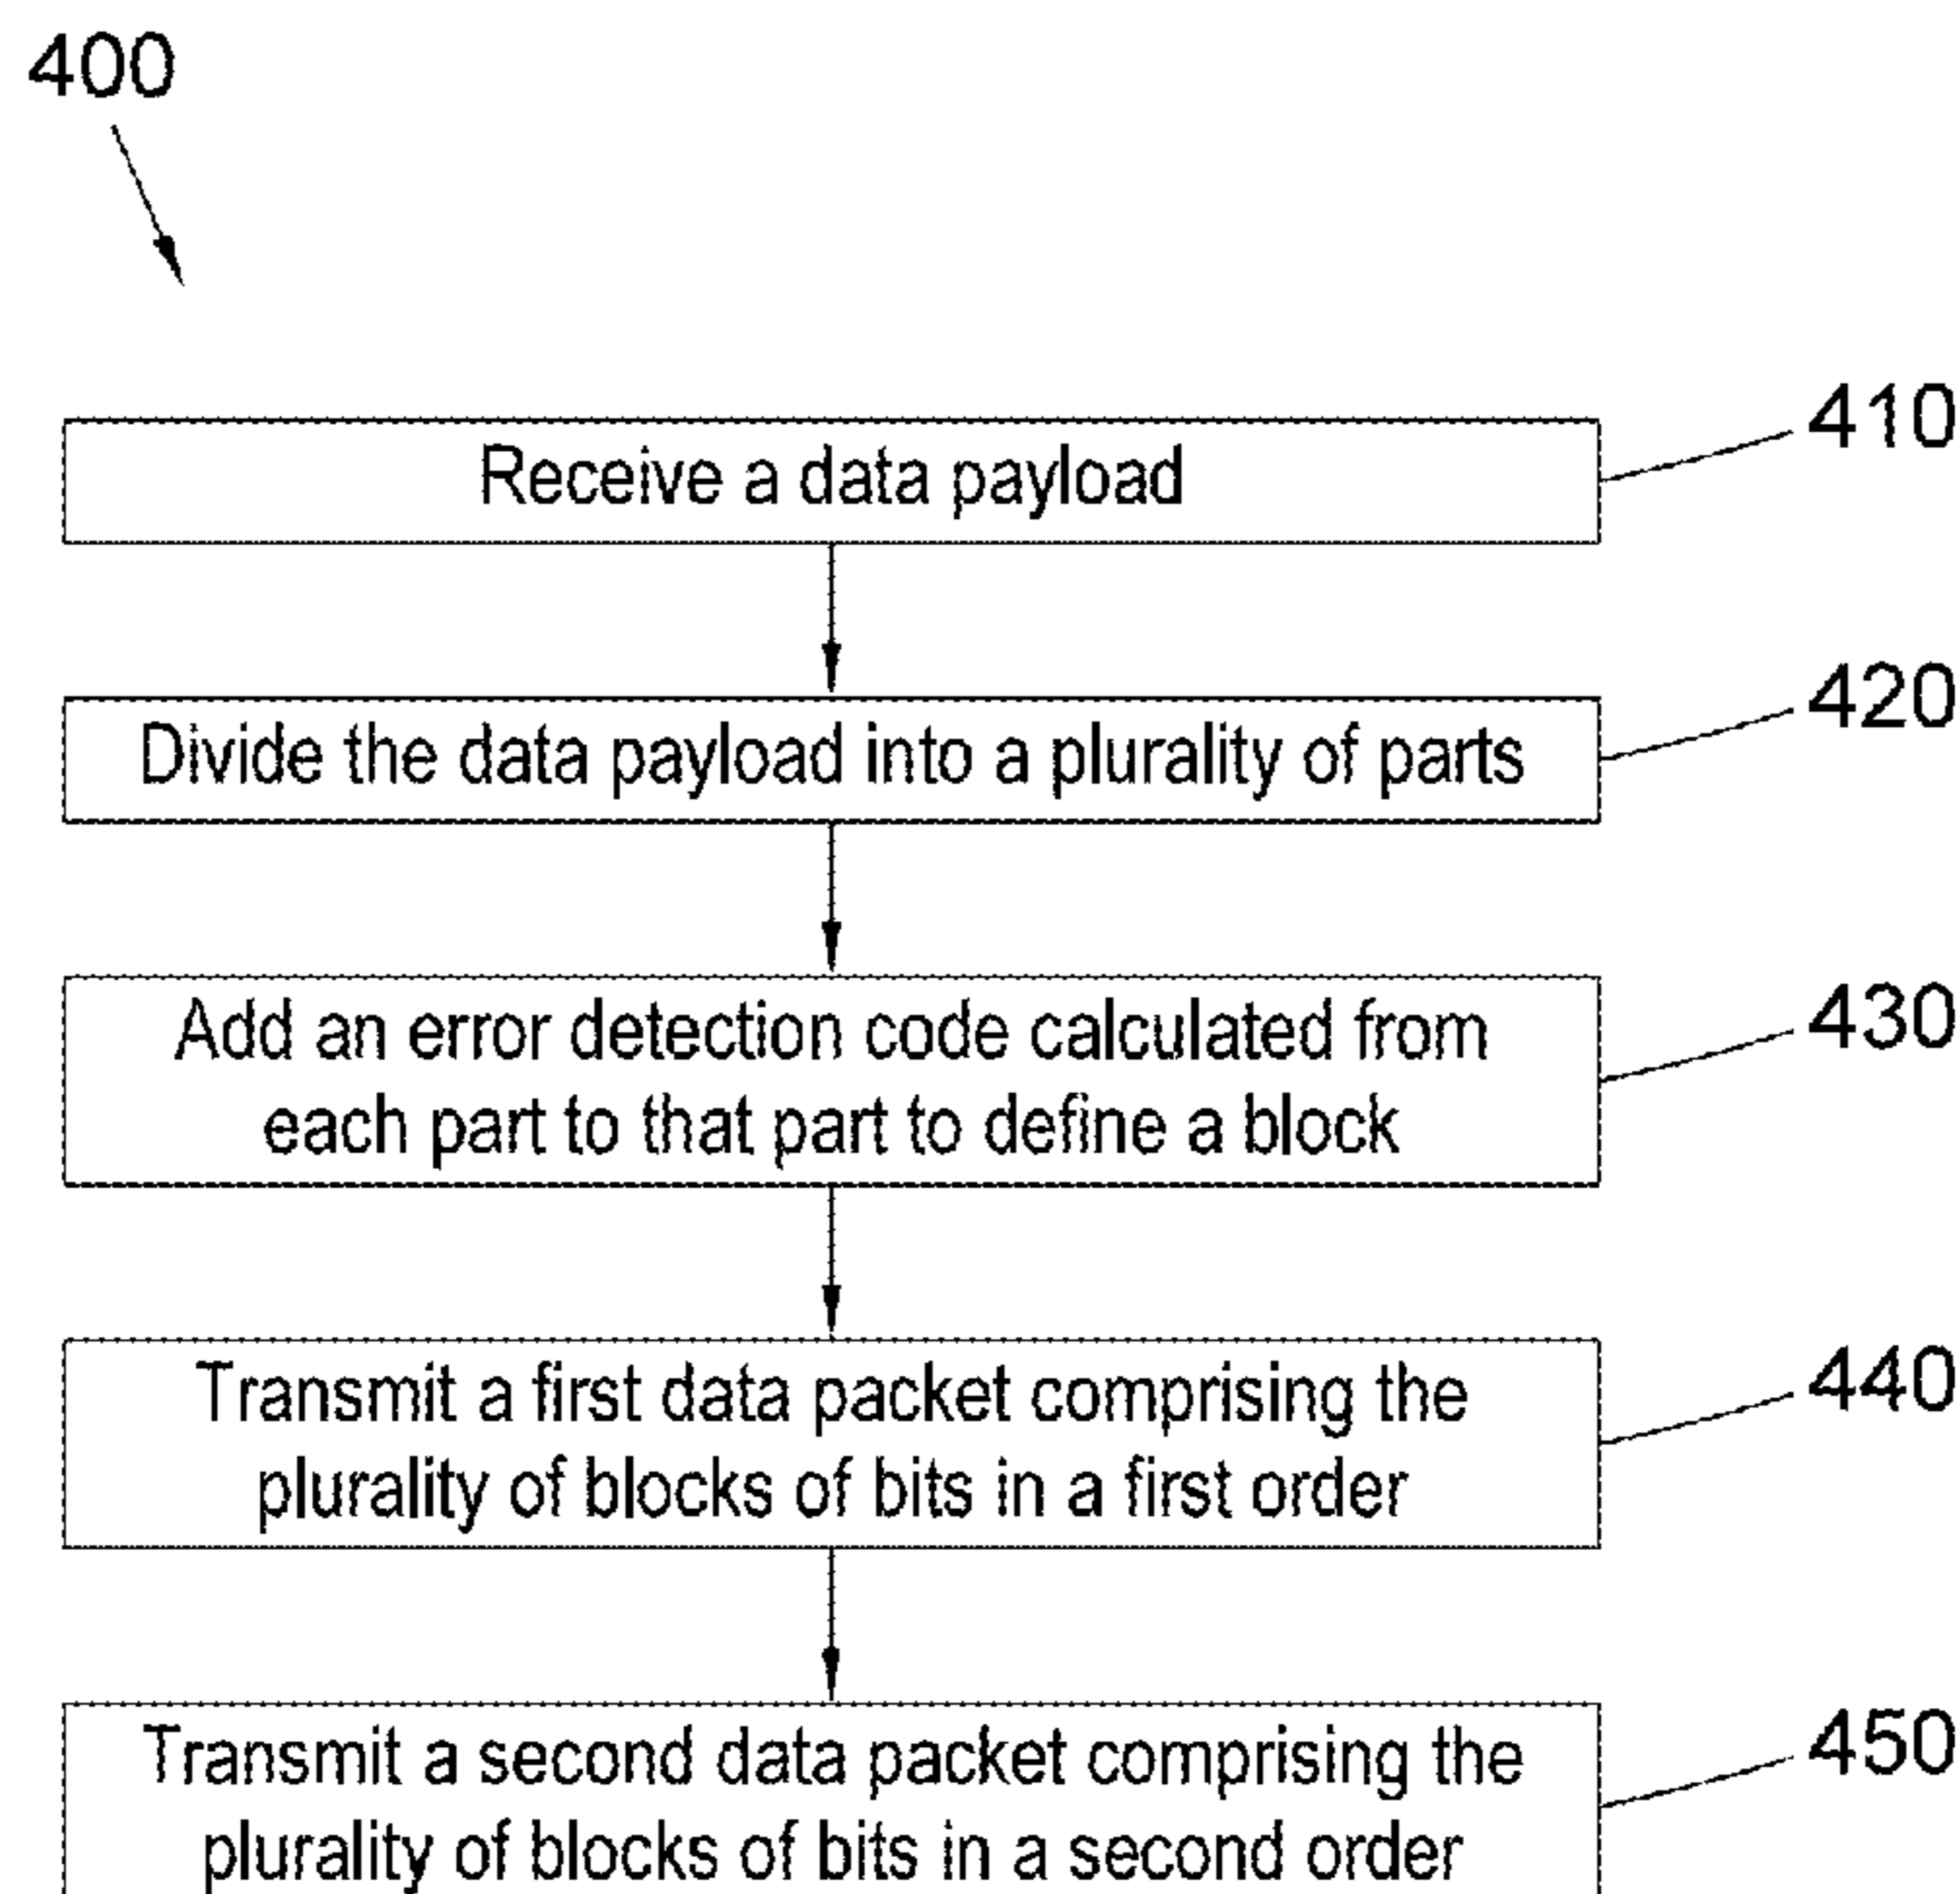 400
Receive a data payload
410
Divide the data payload into a plurality of parts
420
Add an error detection code calculated from
each part to that part to define a block
430
Transmit a first data packet comprising the
plurality of blocks of bits in a first order
440
Transmit a second data packet comprising the
plurality of blocks of bits in a second order
450